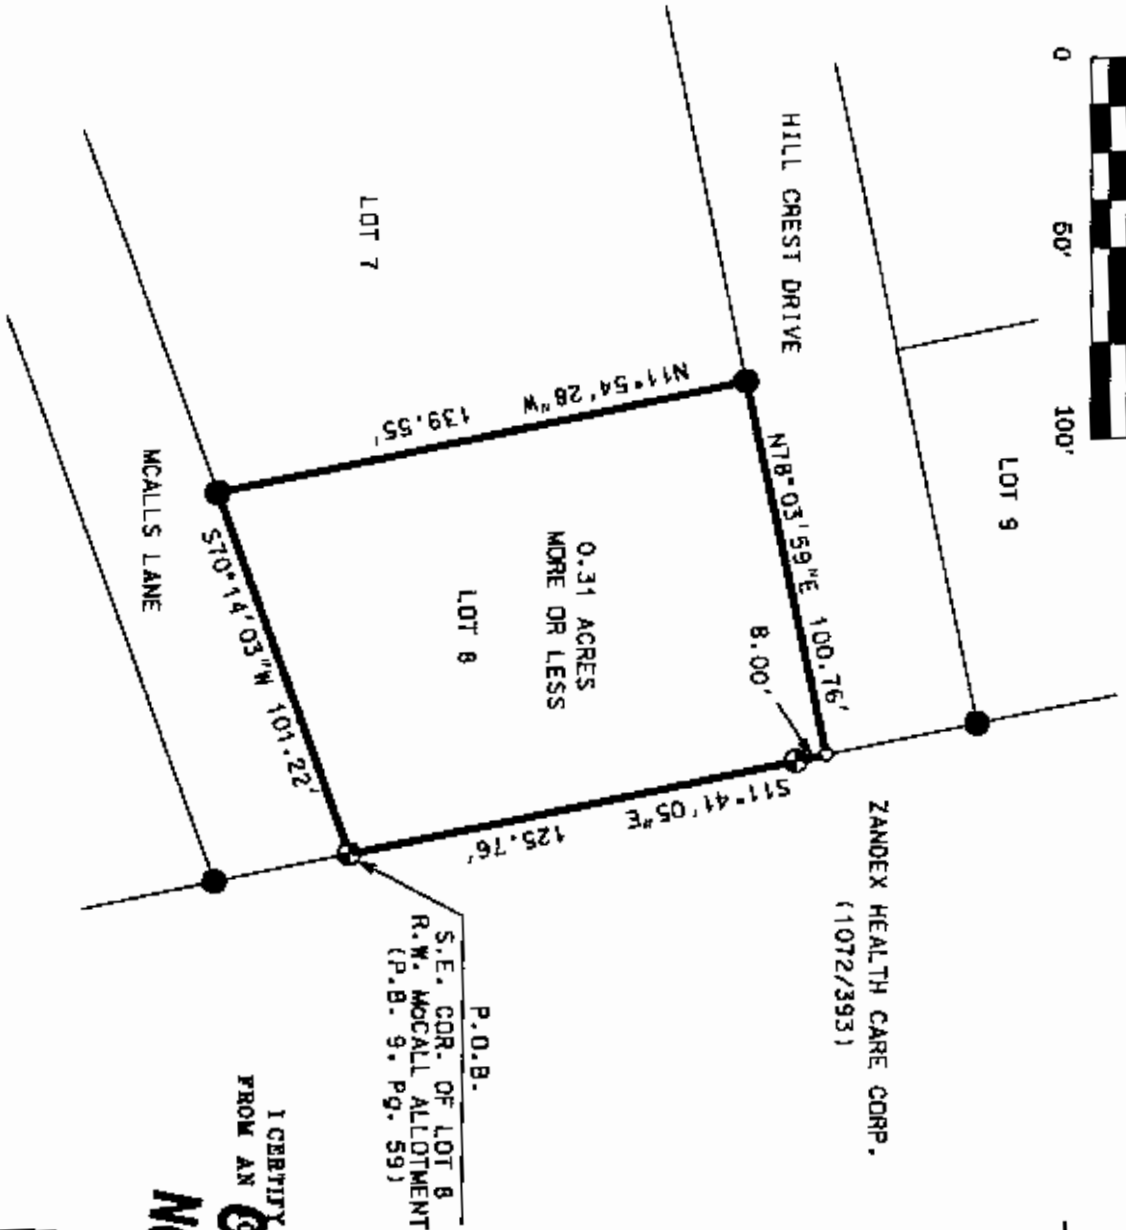 0 50' 100'
LOT 9
HILL CREST DRIVE
ZANDEX HEALTH CARE CORP.
(1072/393)
N78°03'59"E 100.76'
8.00'
LOT 7
N11°54'28"W
139.55'
0.31 ACRES
MORE OR LESS
LOT 8
S11°41'05"E
125.76'
S70°14'03"W 101.22'
MCALLS LANE
P.O.B.
S.E. COR. OF LOT 8
R.W. McCALL ALLOTMENT
(P.B. 9, Pg. 59)
I CERTIFY
FROM AN